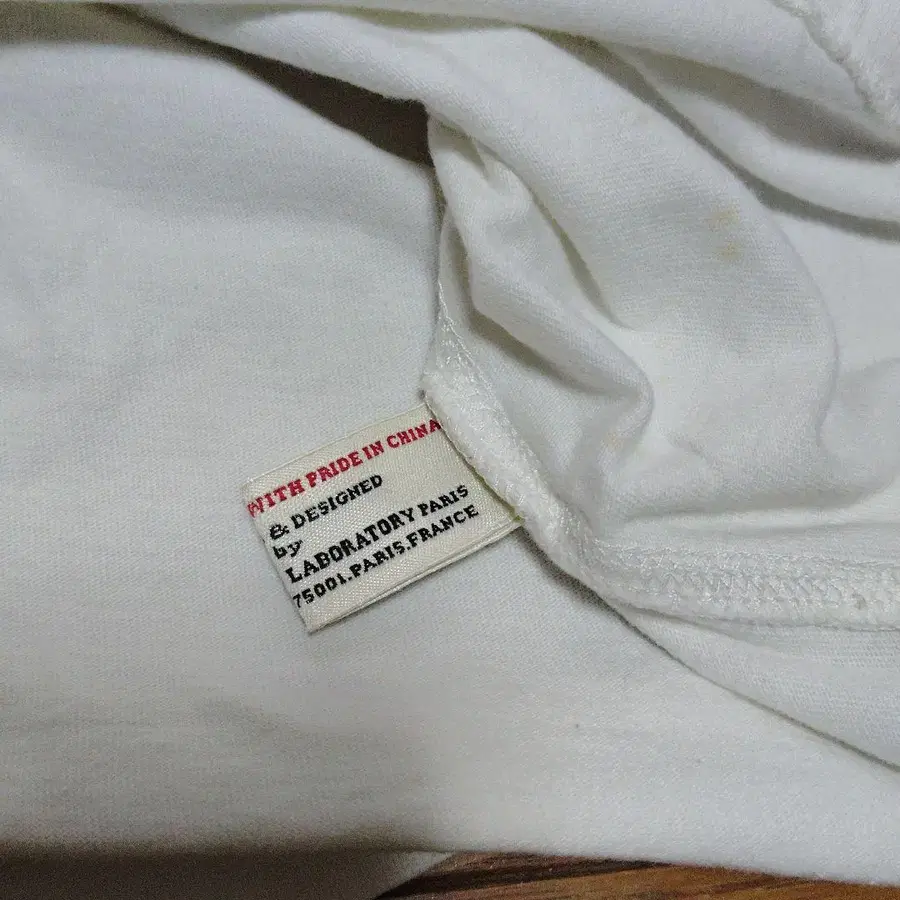 WITH PRIDE IN CHINA
& DESIGNED
by
LABORATORY PARIS
75001.PARIS.FRANCE